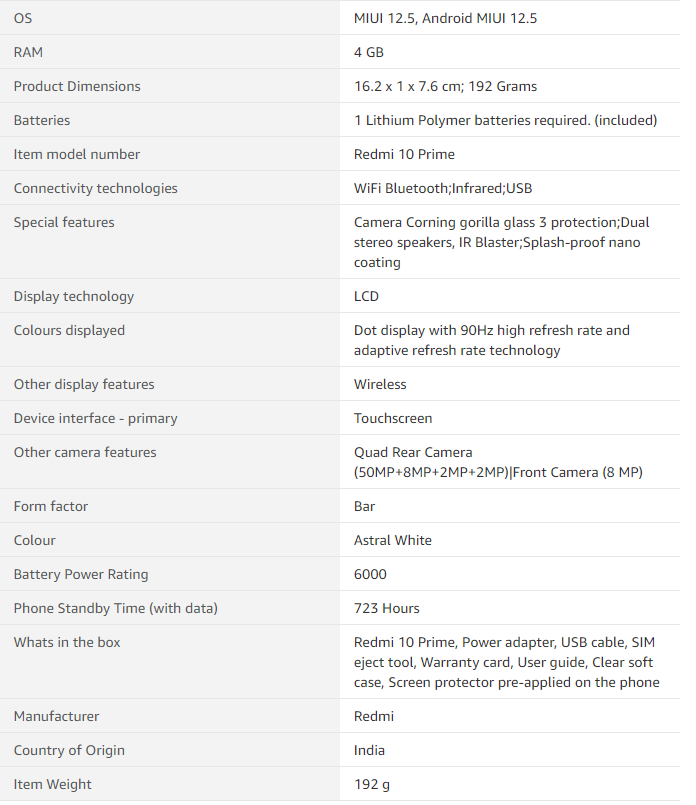 OS MIUI 12.5, Android MIUI 12.5
RAM 4 GB
Product Dimensions 16.2 x 1 x 7.6 cm; 192 Grams
Batteries 1 Lithium Polymer batteries required. (included)
Item model number Redmi 10 Prime
Connectivity technologies WiFi Bluetooth;Infrared;USB
Special features Camera Corning gorilla glass 3 protection;Dual
stereo speakers, IR Blaster;Splash-proof nano
coating
Display technology LCD
Colours displayed Dot display with 90Hz high refresh rate and
adaptive refresh rate technology
Other display features Wireless
Device interface - primary Touchscreen
Other camera features Quad Rear Camera
(50MP+8MP+2MP+2MP)|Front Camera (8 MP)
Form factor Bar
Colour Astral White
Battery Power Rating 6000
Phone Standby Time (with data) 723 Hours
Whats in the box Redmi 10 Prime, Power adapter, USB cable, SIM
eject tool, Warranty card, User guide, Clear soft
case, Screen protector pre-applied on the phone
Manufacturer Redmi
Country of Origin India
Item Weight 192 g